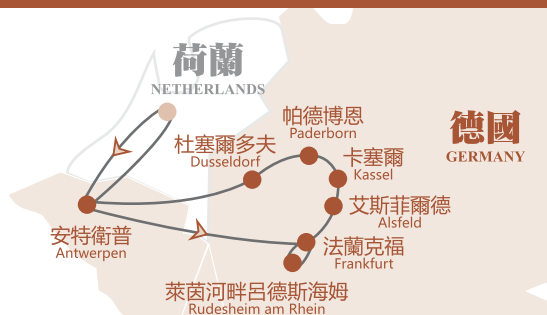 荷蘭
NETHERLANDS
帕德博恩
Paderborn
杜塞爾多夫
Dusseldorf
德國
GERMANY
卡塞爾
Kassel
艾斯菲爾德
Alsfeld
安特衛普
Antwerpen
法蘭克福
Frankfurt
萊茵河畔呂德斯海姆
Rudesheim am Rhein